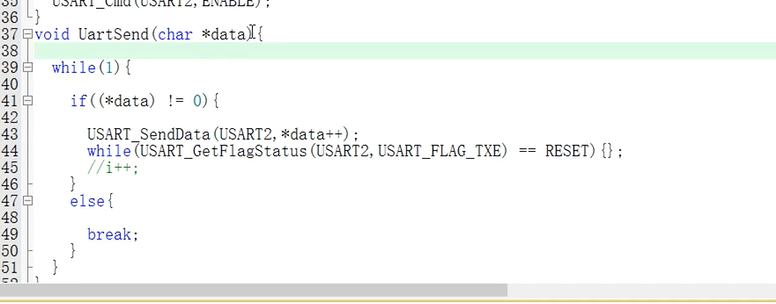 35 USART_Cmd(USART2,ENABLE);
36 }
37 void UartSend(char *data){
38
39 while(1){
40
41 if((*data) != 0){
42
43 USART_SendData(USART2,*data++);
44 while(USART_GetFlagStatus(USART2,USART_FLAG_TXE) == RESET){};
45 //i++;
46 }
47 else{
48
49 break;
50 }
51 }
52 }